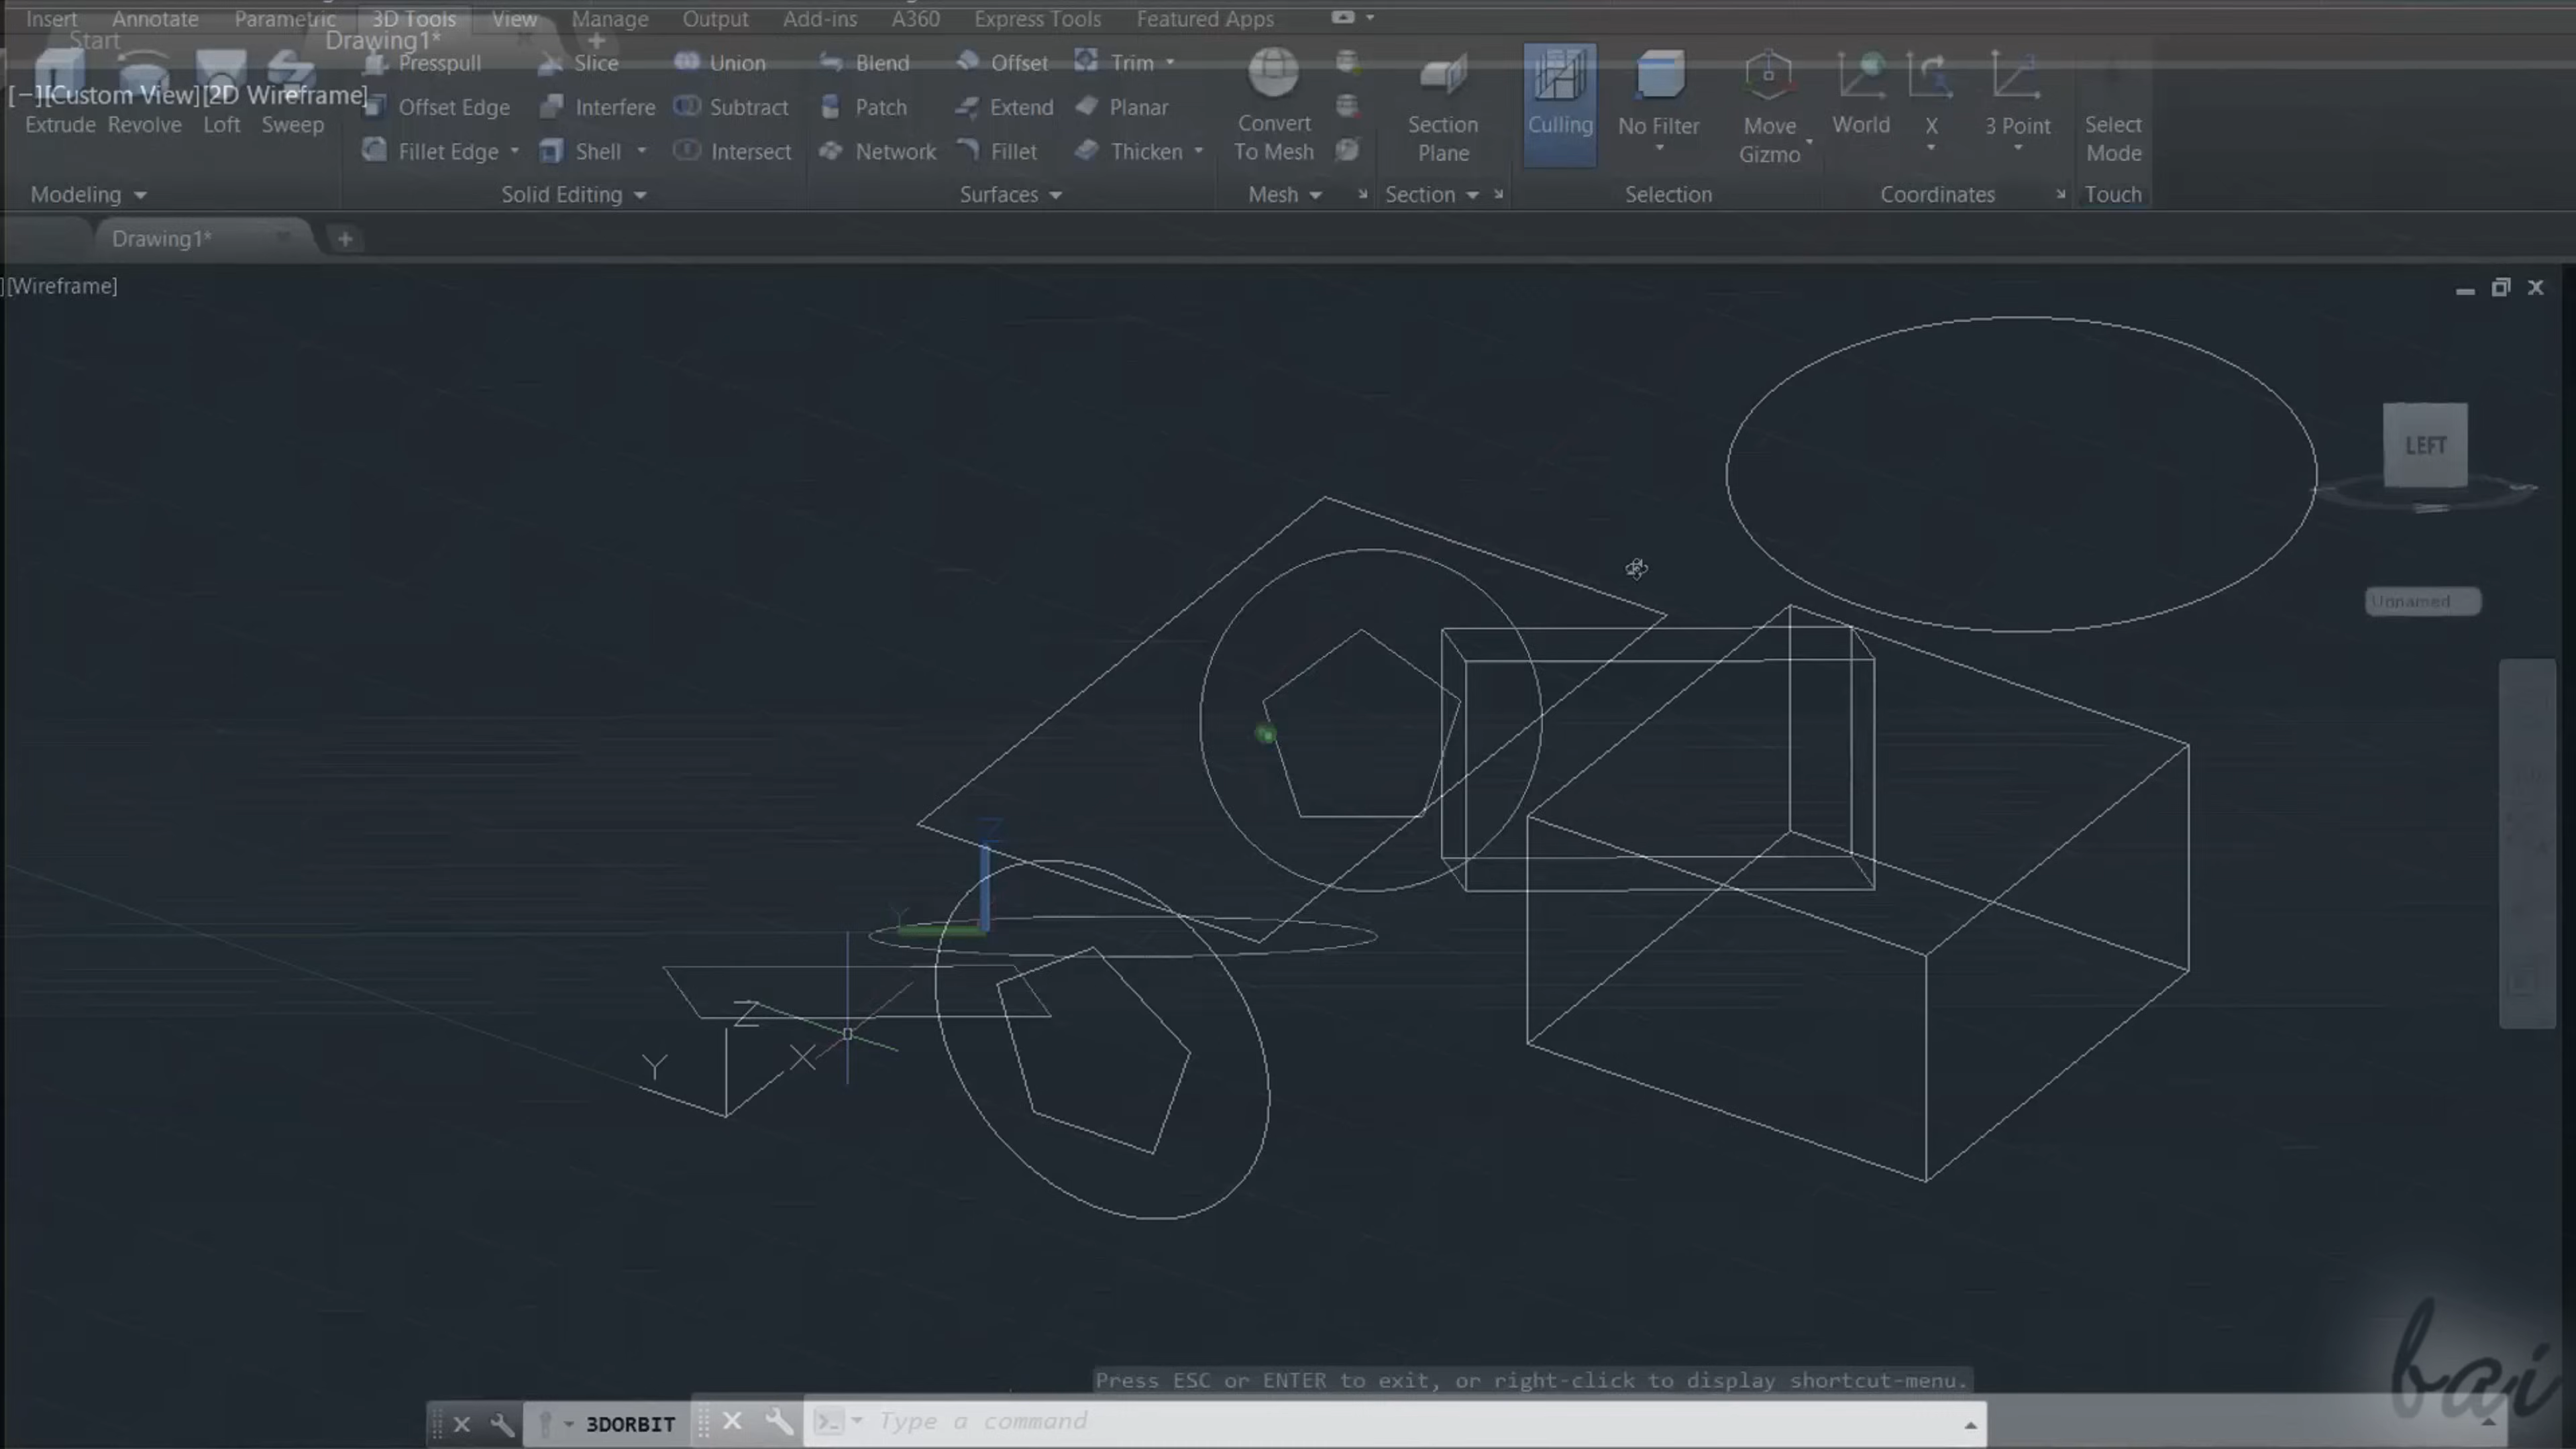 Insert Annotate Parametric 3D Tools View Manage Output Add-ins A360 Express Tools Featured Apps
Start Drawing1*
Presspull Slice Union Blend Offset Trim
[−][Custom View][2D Wireframe]
Offset Edge Interfere Subtract Patch Extend Planar
Extrude Revolve Loft Sweep
Convert To Mesh
Section Plane
Culling
No Filter
Move Gizmo
World
X
3 Point
Select Mode
Fillet Edge Shell Intersect Network Fillet Thicken
Modeling Solid Editing Surfaces Mesh Section Selection Coordinates Touch
Drawing1*
][Wireframe]
LEFT
Unnamed
Z
Y
Z
Y
X
Press ESC or ENTER to exit, or right-click to display shortcut-menu.
3DORBIT Type a command
bai